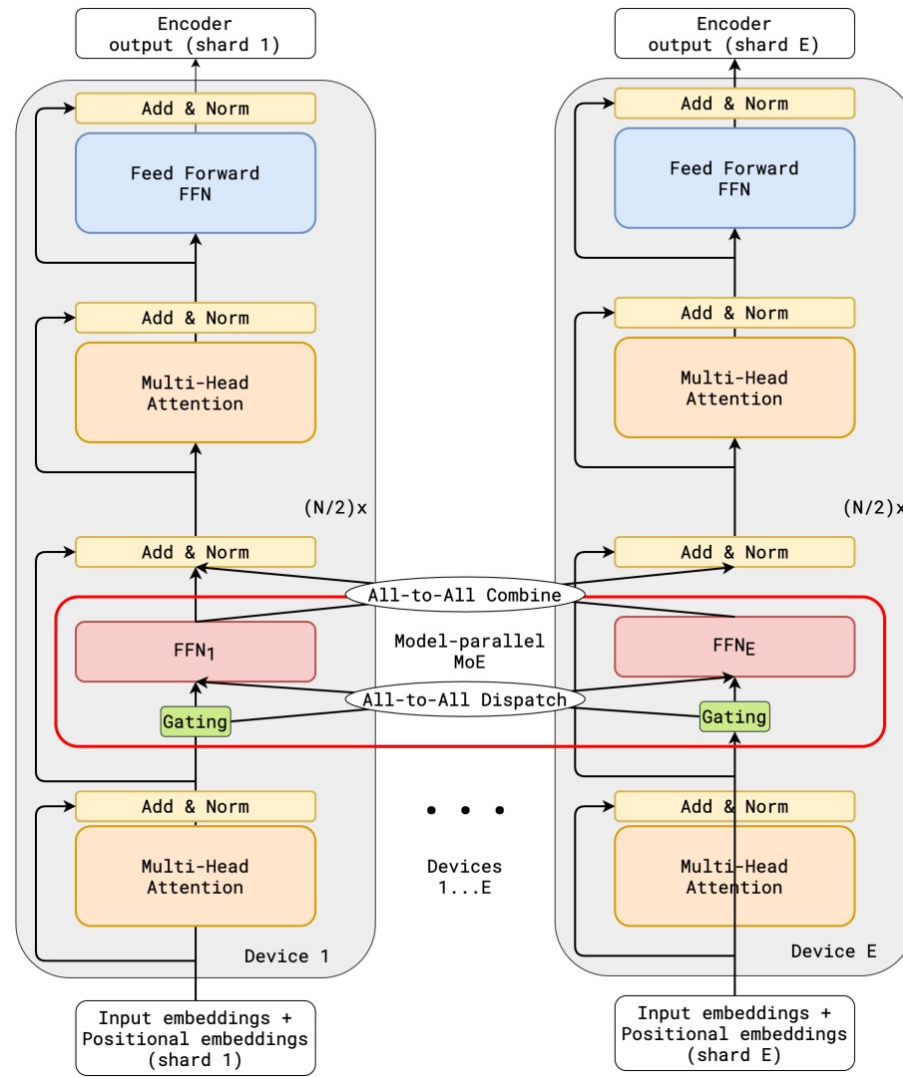 Encoder
output (shard 1)
Add & Norm
Feed Forward
FFN
Add & Norm
Multi-Head
Attention
(N/2)x
Add & Norm
FFN1
Gating
Add & Norm
Multi-Head
Attention
Device 1
Input embeddings +
Positional embeddings
(shard 1)
All-to-All Combine
Model-parallel
MoE
All-to-All Dispatch
Devices
1...E
Encoder
output (shard E)
Add & Norm
Feed Forward
FFN
Add & Norm
Multi-Head
Attention
(N/2)x
Add & Norm
FFNE
Gating
Add & Norm
Multi-Head
Attention
Device E
Input embeddings +
Positional embeddings
(shard E)